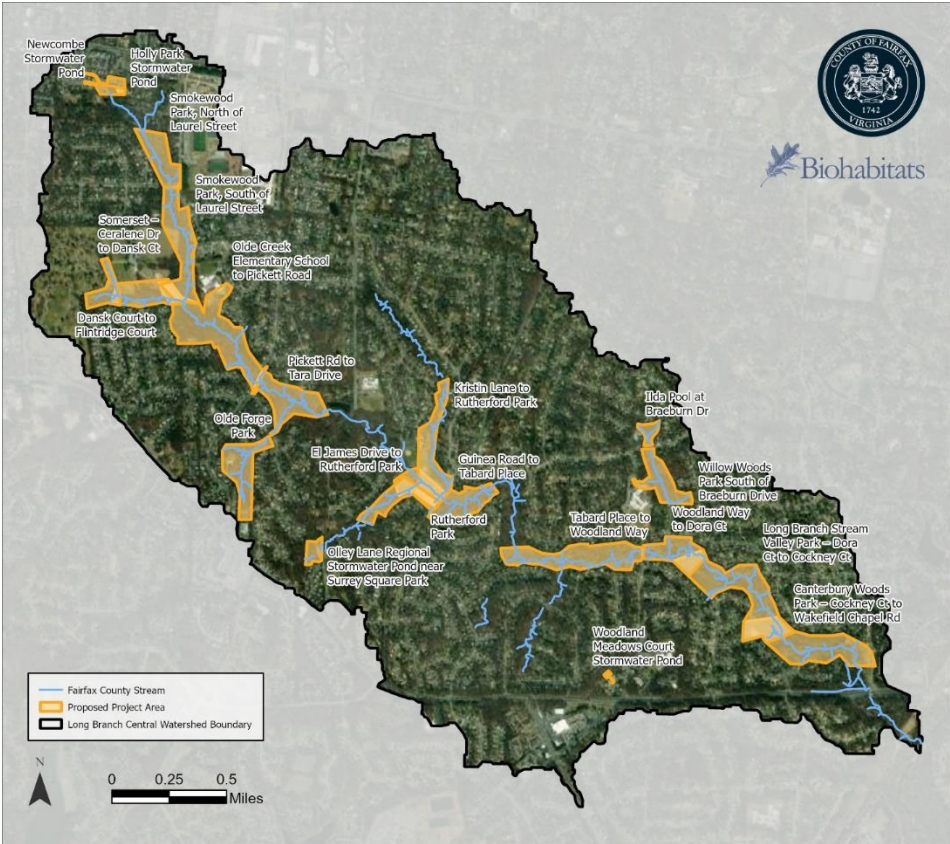 Newcombe
Stormwater
Pond
Holly Park
Stormwater
Pond
Smokewood
Park, North of
Laurel Street
Smokewood
Park, South of
Laurel Street
Somerset –
Ceralene Dr
to Dansk Ct
Olde Creek
Elementary School
to Pickett Road
Dansk Court to
Flintridge Court
Pickett Rd to
Tara Drive
Olde Forge
Park
Kristin Lane to
Rutherford Park
El James Drive to
Rutherford Park
Guinea Road to
Tabard Place
Rutherford
Park
Olley Lane Regional
Stormwater Pond near
Surrey Square Park
Ilda Pool at
Braeburn Dr
Willow Woods
Park South of
Braeburn Drive
Woodland Way
to Dora Ct
Tabard Place to
Woodland Way
Long Branch Stream
Valley Park – Dora
Ct to Cockney Ct
Canterbury Woods
Park – Cockney Ct to
Wakefield Chapel Rd
Woodland
Meadows Court
Stormwater Pond
COUNTY OF FAIRFAX
1742
VIRGINIA
Biohabitats
Fairfax County Stream
Proposed Project Area
Long Branch Central Watershed Boundary
N
0 0.25 0.5
Miles